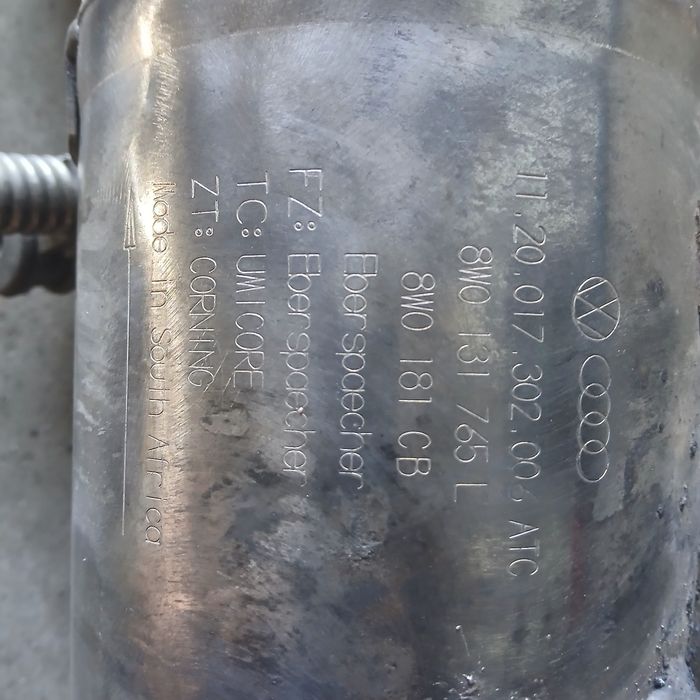 11.20.017.302.006 ATC
8W0 131 765 L
8W0 181 CB
Eberspaecher
FZ: Eberspaecher
TC: UMICORE
ZT: CORNING
Made in South Africa